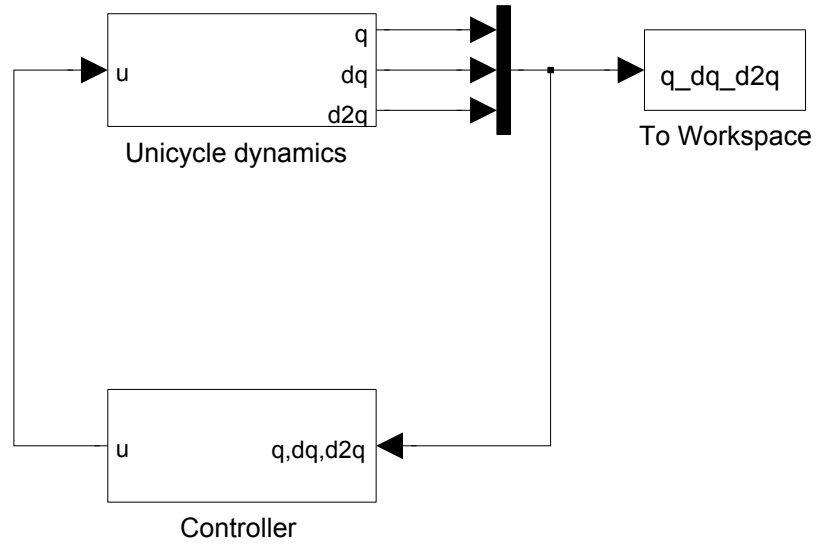 q
u
dq
q_dq_d2q
d2q
Unicycle dynamics
To Workspace
u
q,dq,d2q
Controller